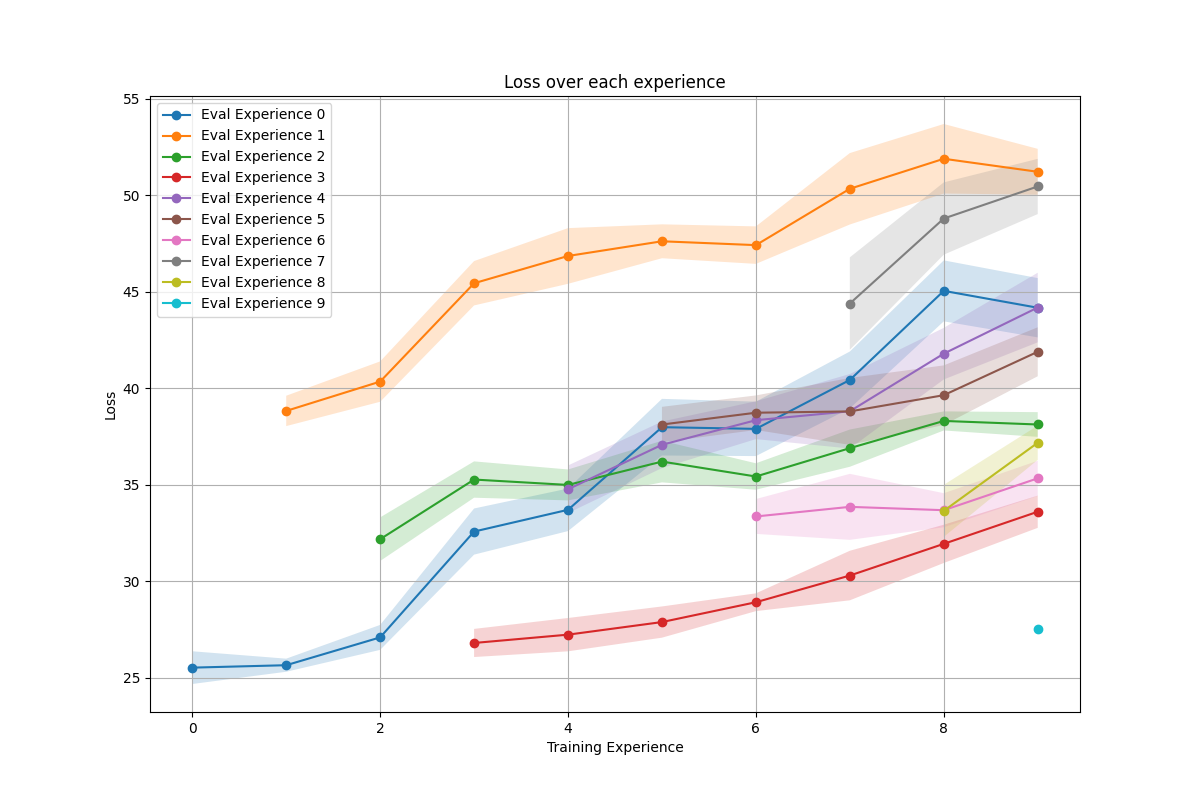 Loss over each experience
Eval Experience 0
Eval Experience 1
Eval Experience 2
Eval Experience 3
Eval Experience 4
Eval Experience 5
Eval Experience 6
Eval Experience 7
Eval Experience 8
Eval Experience 9
55
50
45
40
35
30
25
Loss
0 2 4 6 8
Training Experience